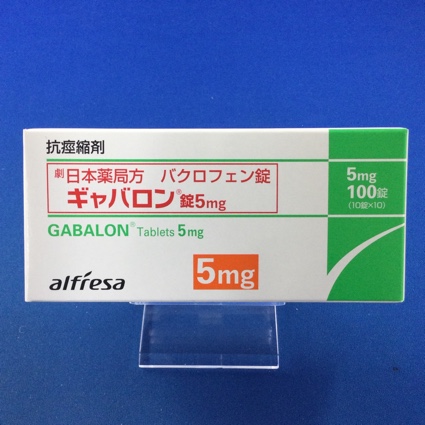 抗痙縮剤
劇 日本薬局方 バクロフェン錠
ギャバロン®錠5mg
GABALON® Tablets 5mg
5mg
alfresa
5mg
100錠
(10錠×10)